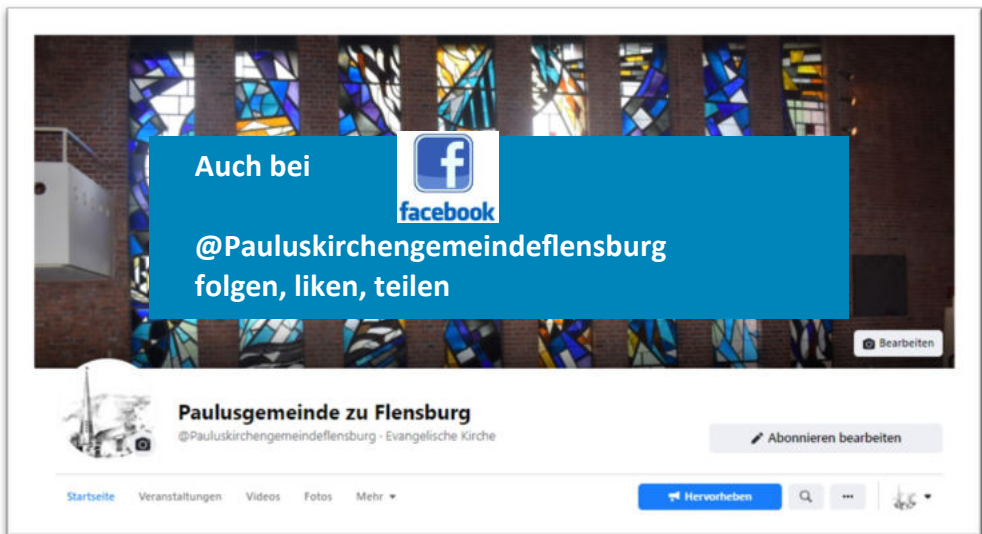 Auch bei
facebook
@Pauluskirchengemeindeflensburg
folgen, liken, teilen
Bearbeiten
Paulusgemeinde zu Flensburg
@Pauluskirchengemeindeflensburg · Evangelische Kirche
Abonnieren bearbeiten
Startseite Veranstaltungen Videos Fotos Mehr
Hervorheben